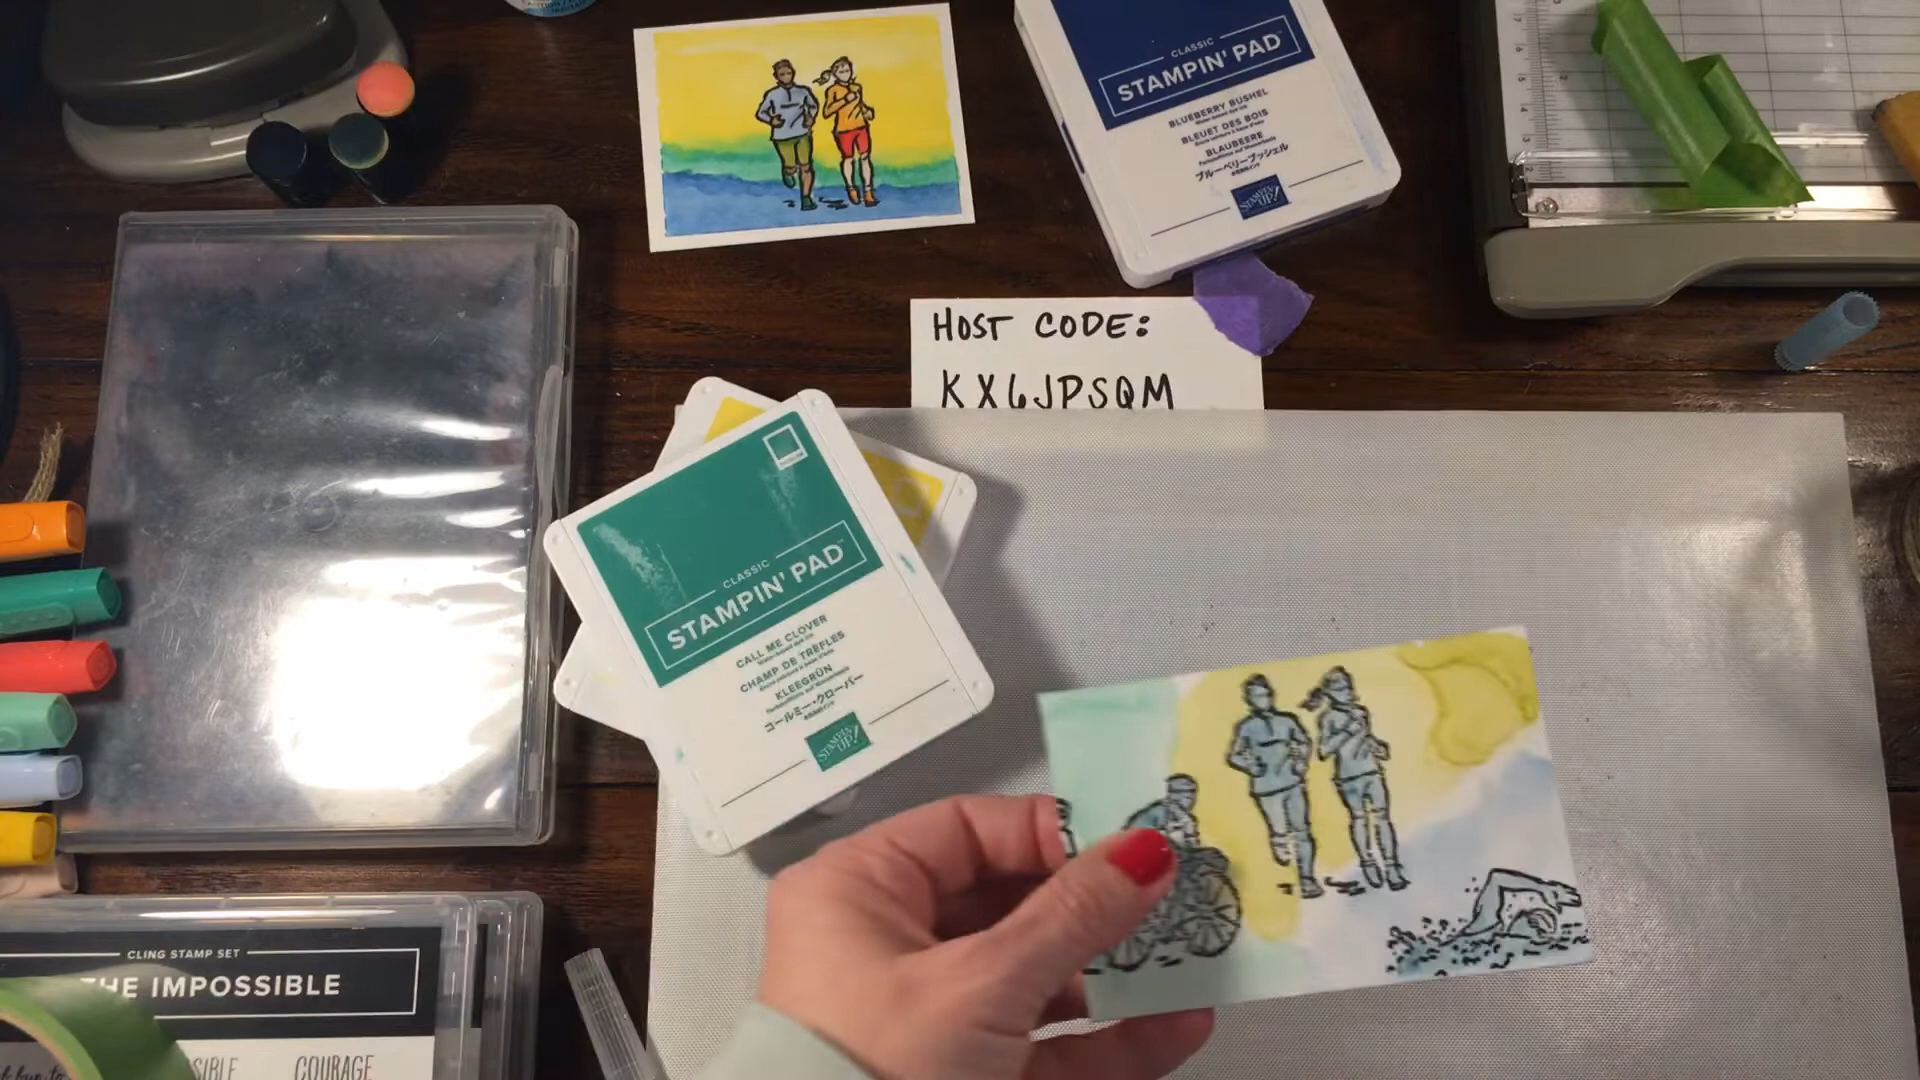 CLASSIC
STAMPIN' PAD
BLUEBERRY BUSHEL
BLEUET DES BOIS
BLAUBEERE
ブルーベリーブッシェル
STAMPIN' UP!
HOST CODE:
KX6JPSQM
CLASSIC
STAMPIN' PAD
CALL ME CLOVER
CHAMP DE TRÈFLES
KLEEGRÜN
コールミー・クローバー
STAMPIN' UP!
CLING STAMP SET
THE IMPOSSIBLE
COURAGE